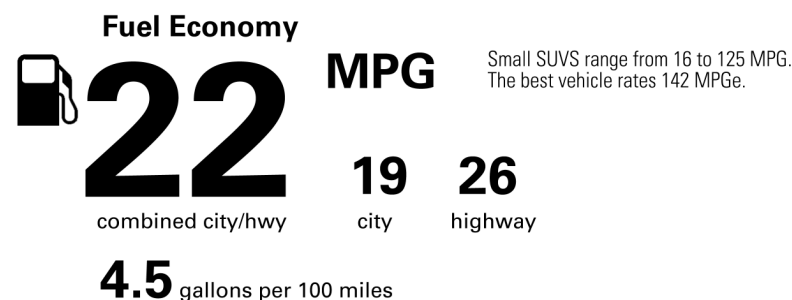 Fuel Economy
22
MPG
Small SUVS range from 16 to 125 MPG.
The best vehicle rates 142 MPGe.
19
26
combined city/hwy
city
highway
4.5 gallons per 100 miles